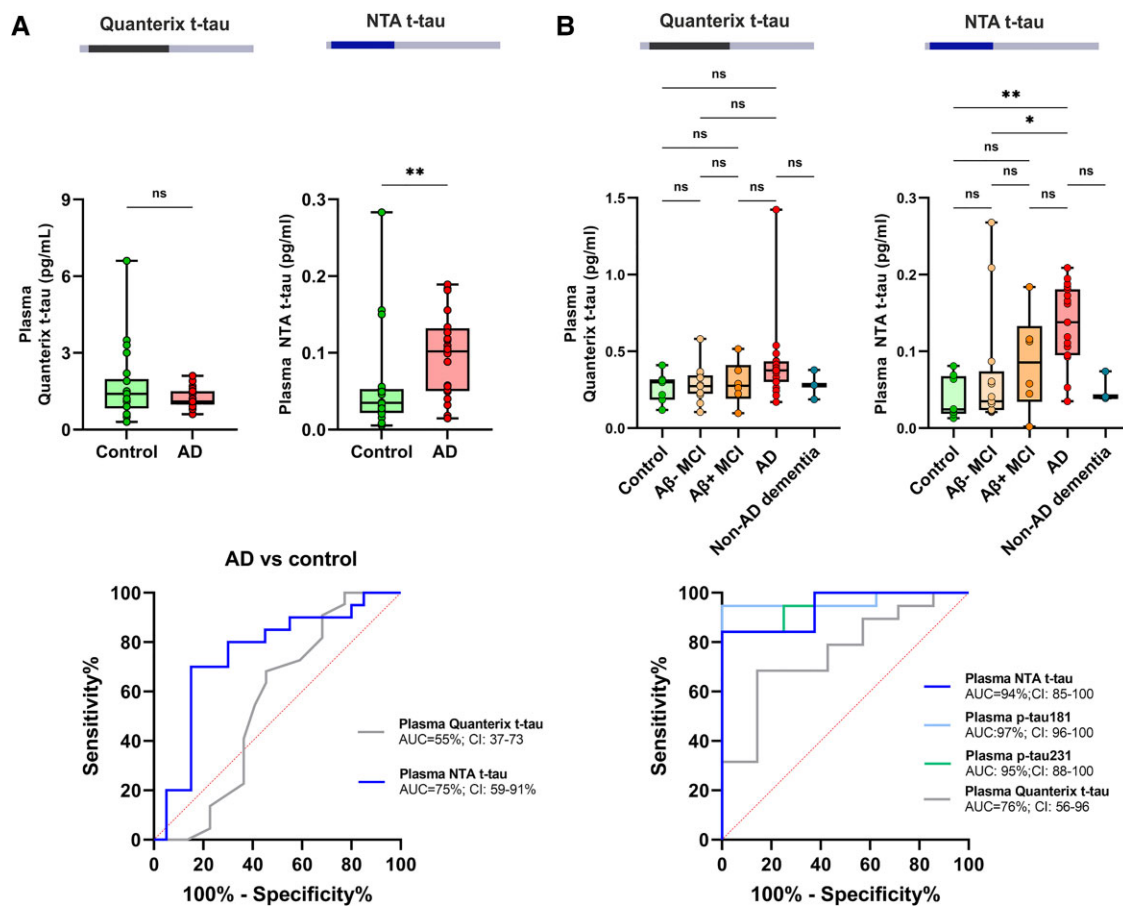 A
Quanterix t-tau
NTA t-tau
ns
**
Plasma
Quanterix t-tau (pg/mL)
9
6
3
0
Control
AD
Plasma NTA t-tau (pg/ml)
0.3
0.2
0.1
0.0
Control
AD
AD vs control
Sensitivity%
100
80
60
40
20
0
0
20
40
60
80
100
100% - Specificity%
Plasma Quanterix t-tau
AUC=55%; CI: 37-73
Plasma NTA t-tau
AUC=75%; CI: 59-91%
B
Quanterix t-tau
NTA t-tau
ns
ns
ns
ns
ns
ns
ns
Plasma
Quanterix t-tau (pg/ml)
1.5
1.0
0.5
0.0
Control
Aβ- MCI
Aβ+ MCI
AD
Non-AD dementia
**
*
ns
ns
ns
ns
ns
Plasma NTA t-tau (pg/ml)
0.3
0.2
0.1
0.0
Control
Aβ- MCI
Aβ+ MCI
AD
Non-AD dementia
Sensitivity%
100
80
60
40
20
0
0
20
40
60
80
100
100% - Specificity%
Plasma NTA t-tau
AUC=94%;CI: 85-100
Plasma p-tau181
AUC:97%; CI: 96-100
Plasma p-tau231
AUC: 95%;CI: 88-100
Plasma Quanterix t-tau
AUC=76%; CI: 56-96